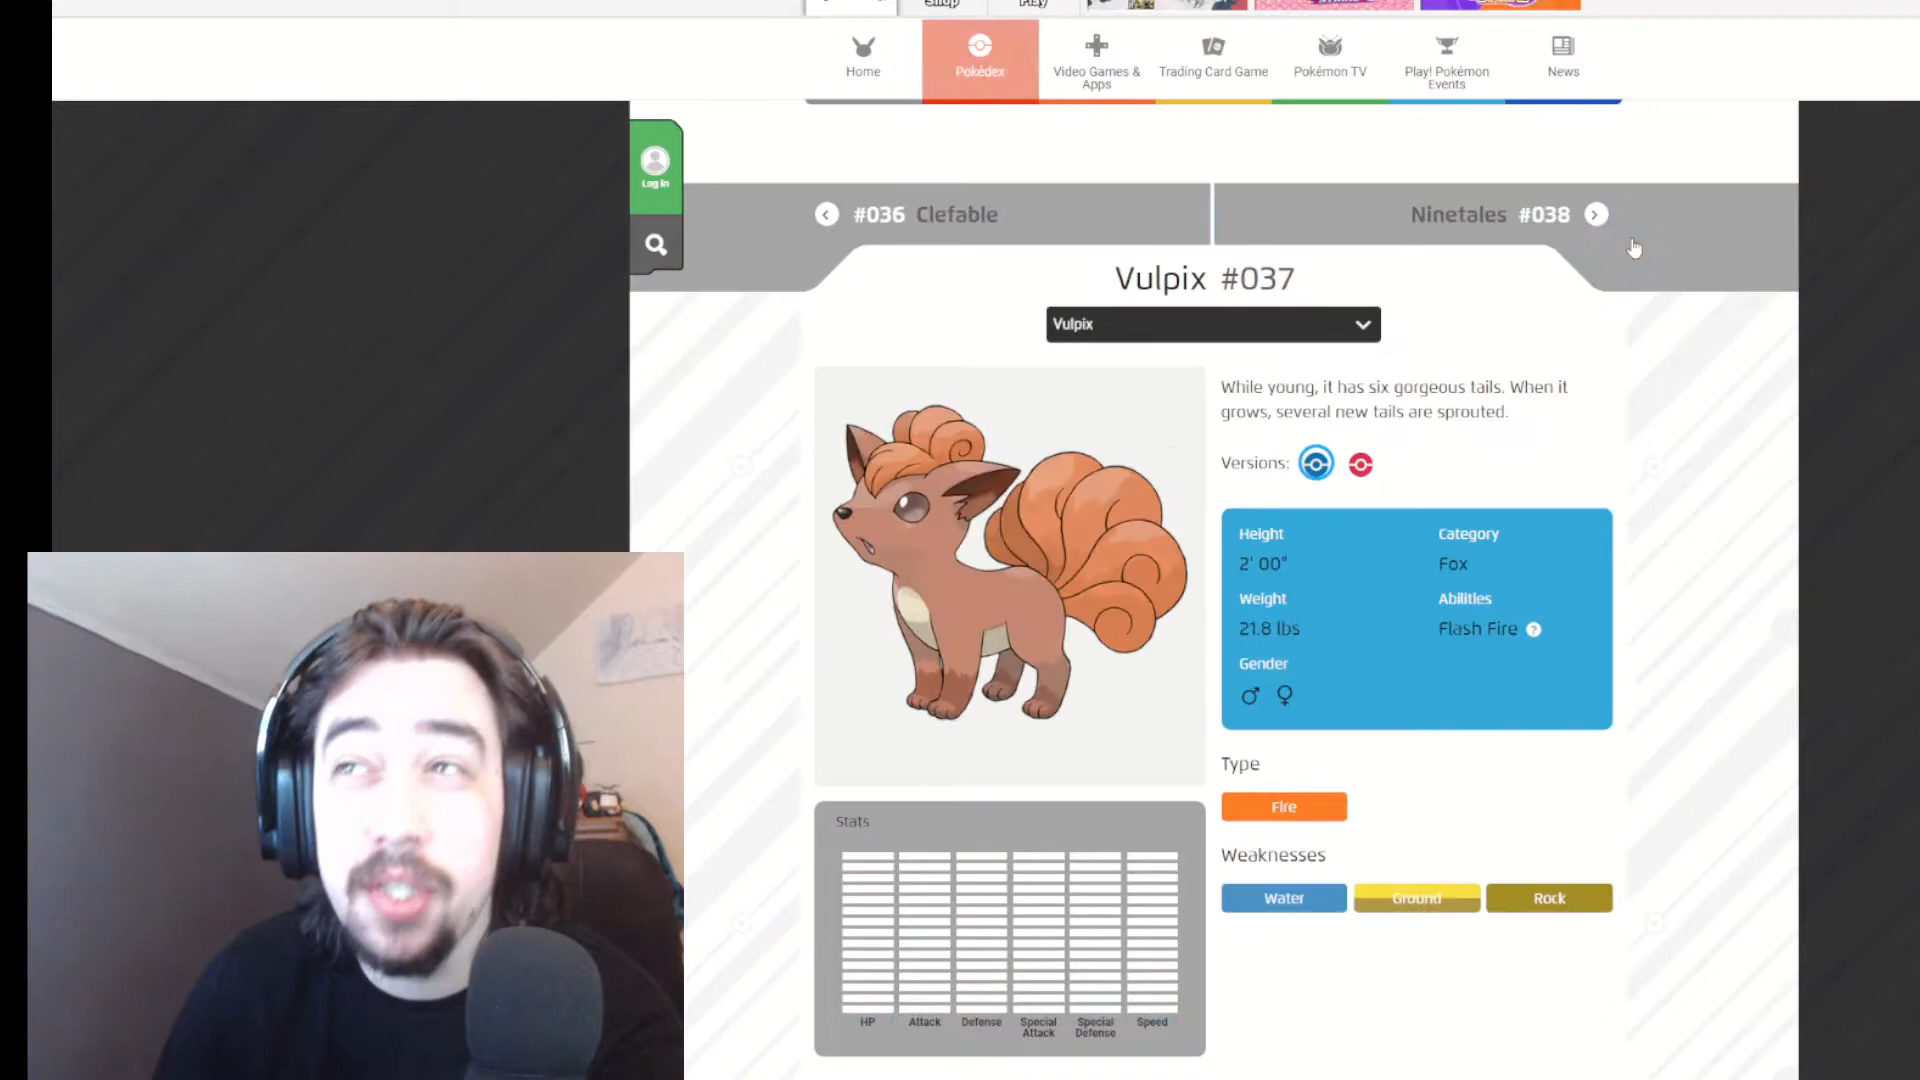 Shop
Play
Home
Pokédex
Video Games &
Apps
Trading Card Game
Pokémon TV
Play! Pokémon
Events
News
Log in
#036 Clefable
Ninetales #038
Vulpix #037
Vulpix
While young, it has six gorgeous tails. When it
grows, several new tails are sprouted.
Versions:
Height
2' 00"
Category
Fox
Weight
21.8 lbs
Abilities
Flash Fire ?
Gender
Type
Fire
Weaknesses
Water
Ground
Rock
Stats
HP
Attack
Defense
Special
Attack
Special
Defense
Speed